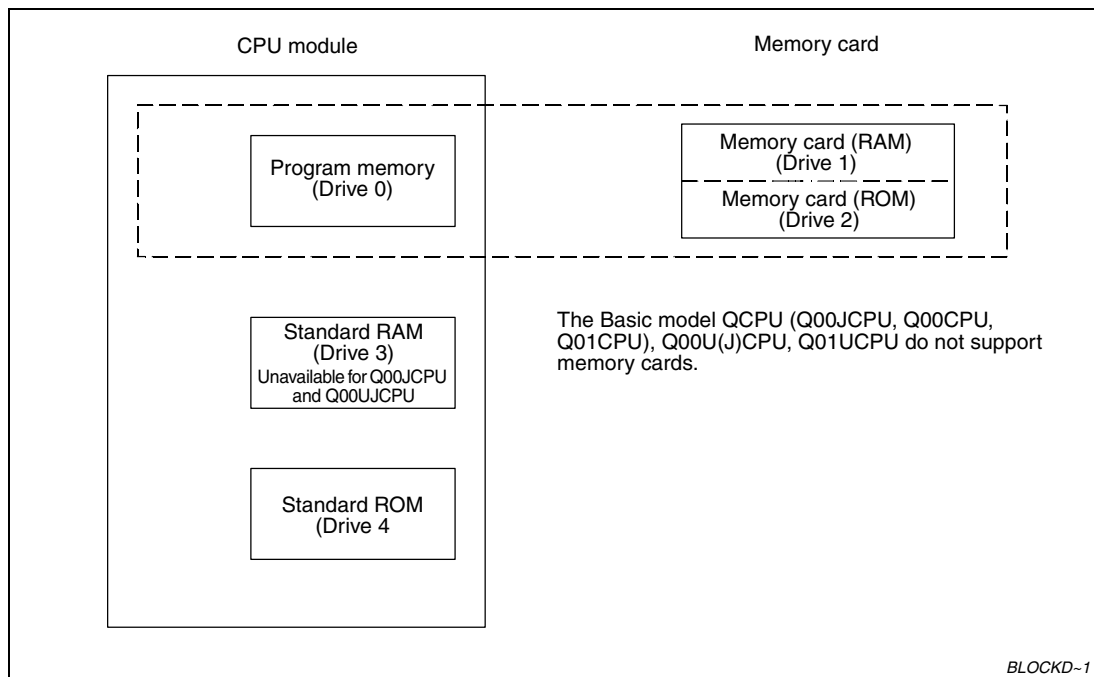 CPU module
Memory card
Program memory
(Drive 0)
Memory card (RAM)
(Drive 1)
Memory card (ROM)
(Drive 2)
Standard RAM
(Drive 3)
Unavailable for Q00JCPU
and Q00UJCPU
The Basic model QCPU (Q00JCPU, Q00CPU,
Q01CPU), Q00U(J)CPU, Q01UCPU do not support
memory cards.
Standard ROM
(Drive 4
BLOCKD~1